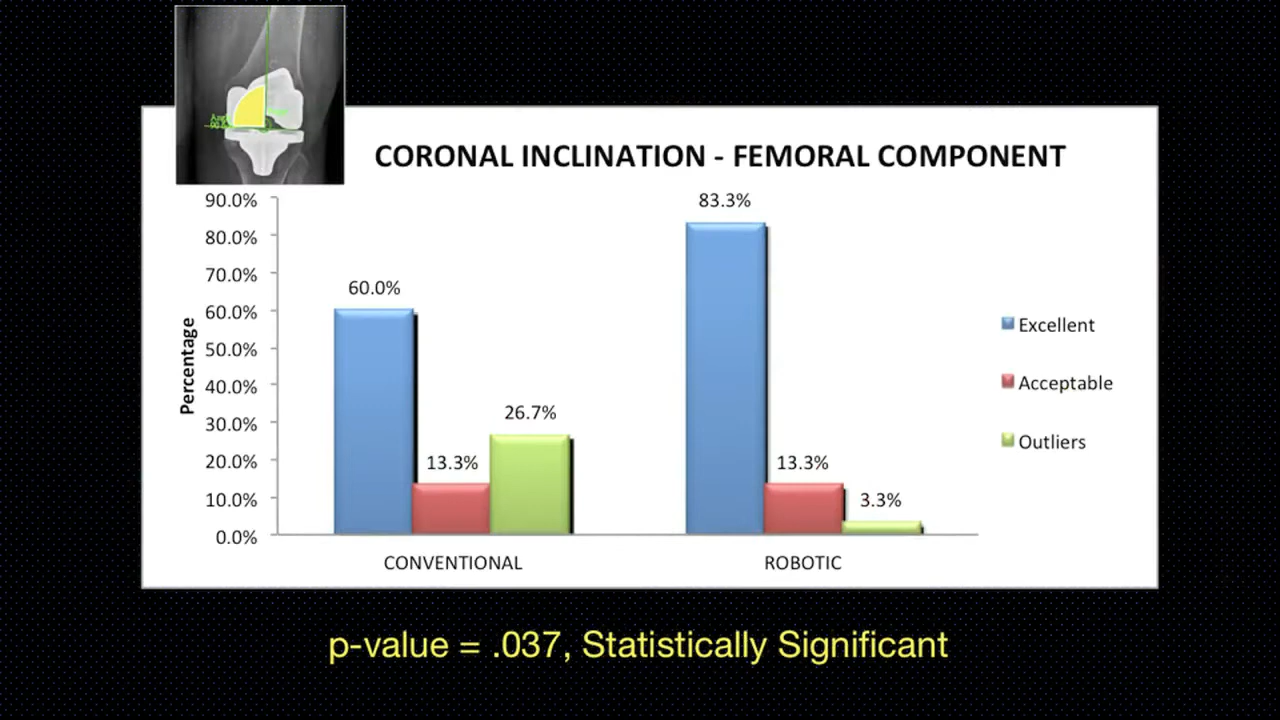 CORONAL INCLINATION - FEMORAL COMPONENT
Percentage
90.0%
80.0%
70.0%
60.0%
50.0%
40.0%
30.0%
20.0%
10.0%
0.0%
60.0%
13.3%
26.7%
83.3%
13.3%
3.3%
CONVENTIONAL
ROBOTIC
Excellent
Acceptable
Outliers
p-value = .037, Statistically Significant